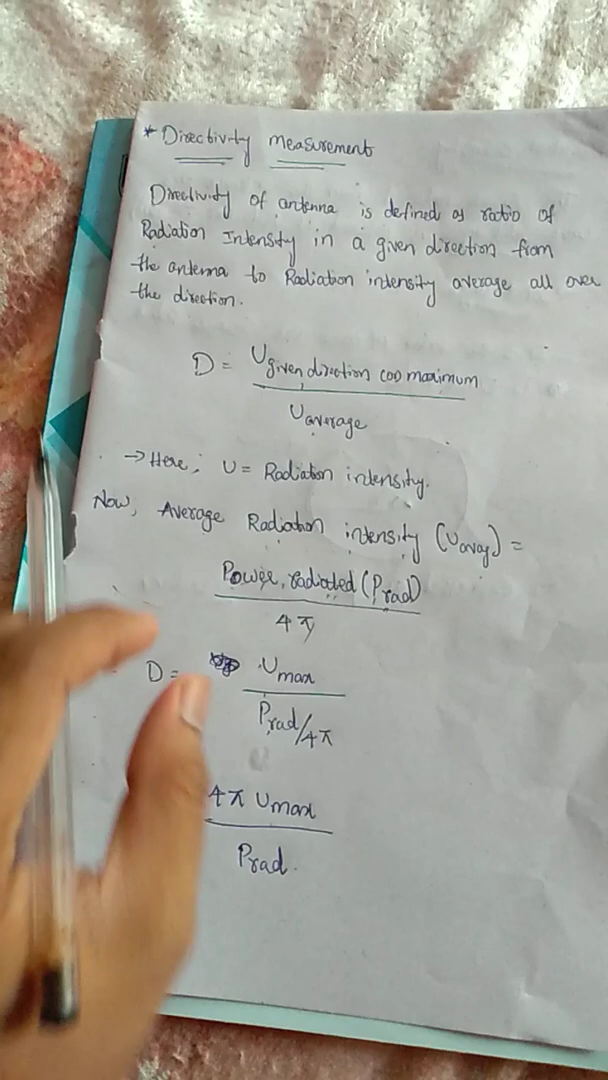 * Directivity Measurement
Directivity of antenna is defined as ratio of
Radiation Intensity in a given direction from
the antenna to Radiation intensity average all over
the direction.
D = U given direction (or) maximum
U average
→ Here, U = Radiation intensity.
Now, Average Radiation intensity (Uavg) =
Power, radiated (Prad)
4π
D = Umax
Prad/4π
4π Umax
Prad.